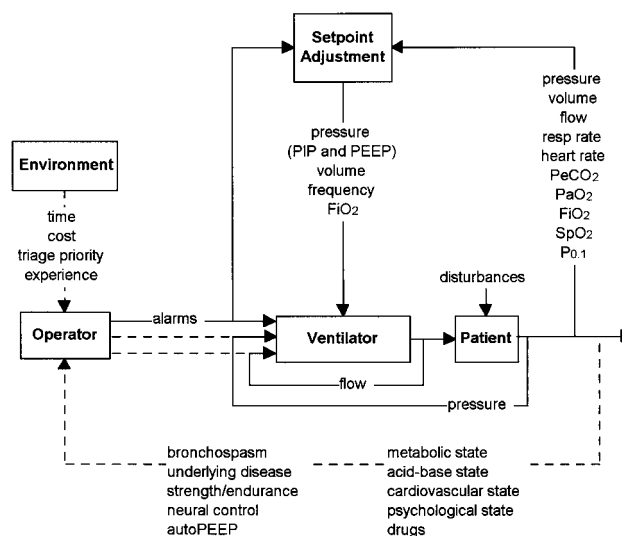 Setpoint
Adjustment
pressure
volume
flow
resp rate
heart rate
PeCO2
PaO2
FiO2
SpO2
P0.1
pressure
(PIP and PEEP)
volume
frequency
FiO2
Environment
time
cost
triage priority
experience
disturbances
alarms
Operator
Ventilator
Patient
flow
pressure
bronchospasm
underlying disease
strength/endurance
neural control
autoPEEP
metabolic state
acid-base state
cardiovascular state
psychological state
drugs